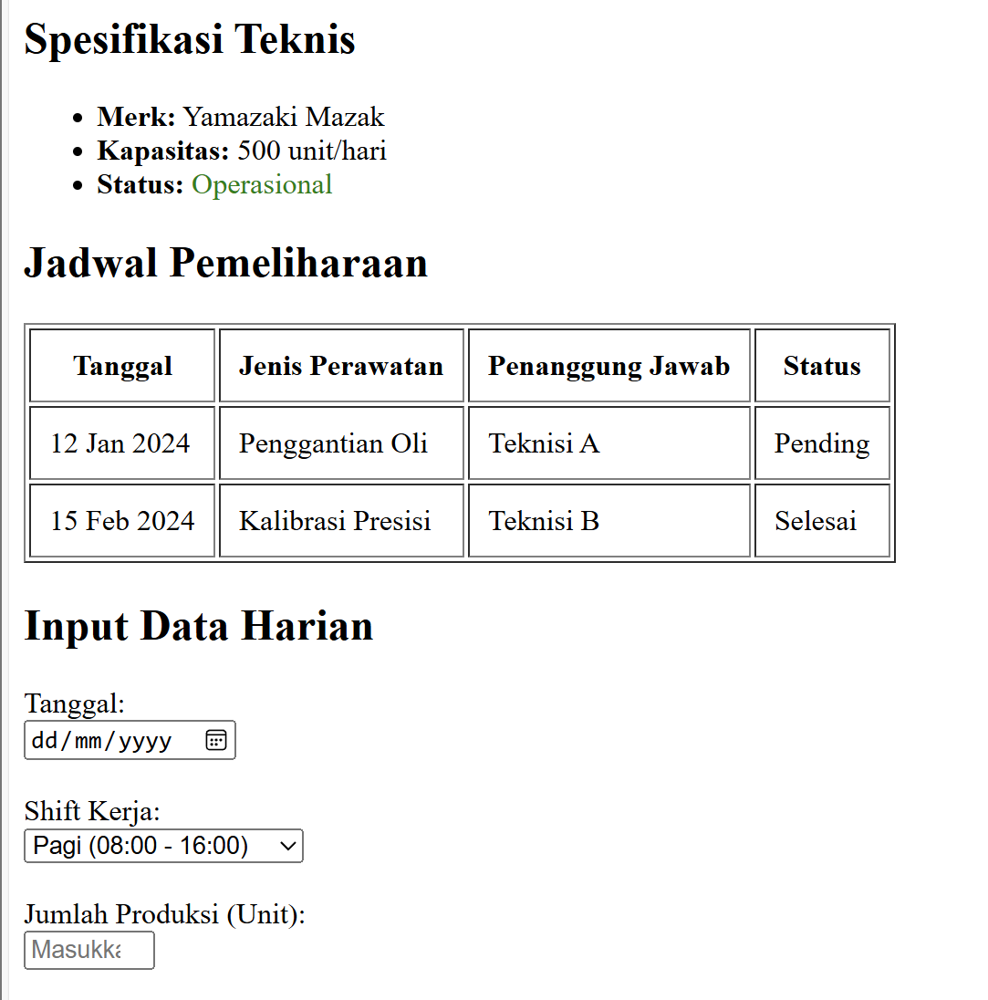 Spesifikasi Teknis
Merk: Yamazaki Mazak
Kapasitas: 500 unit/hari
Status: Operasional
Jadwal Pemeliharaan
Tanggal Jenis Perawatan Penanggung Jawab Status
12 Jan 2024 Penggantian Oli Teknisi A Pending
15 Feb 2024 Kalibrasi Presisi Teknisi B Selesai
Input Data Harian
Tanggal:
dd/mm/yyyy
Shift Kerja:
Pagi (08:00 - 16:00)
Jumlah Produksi (Unit):